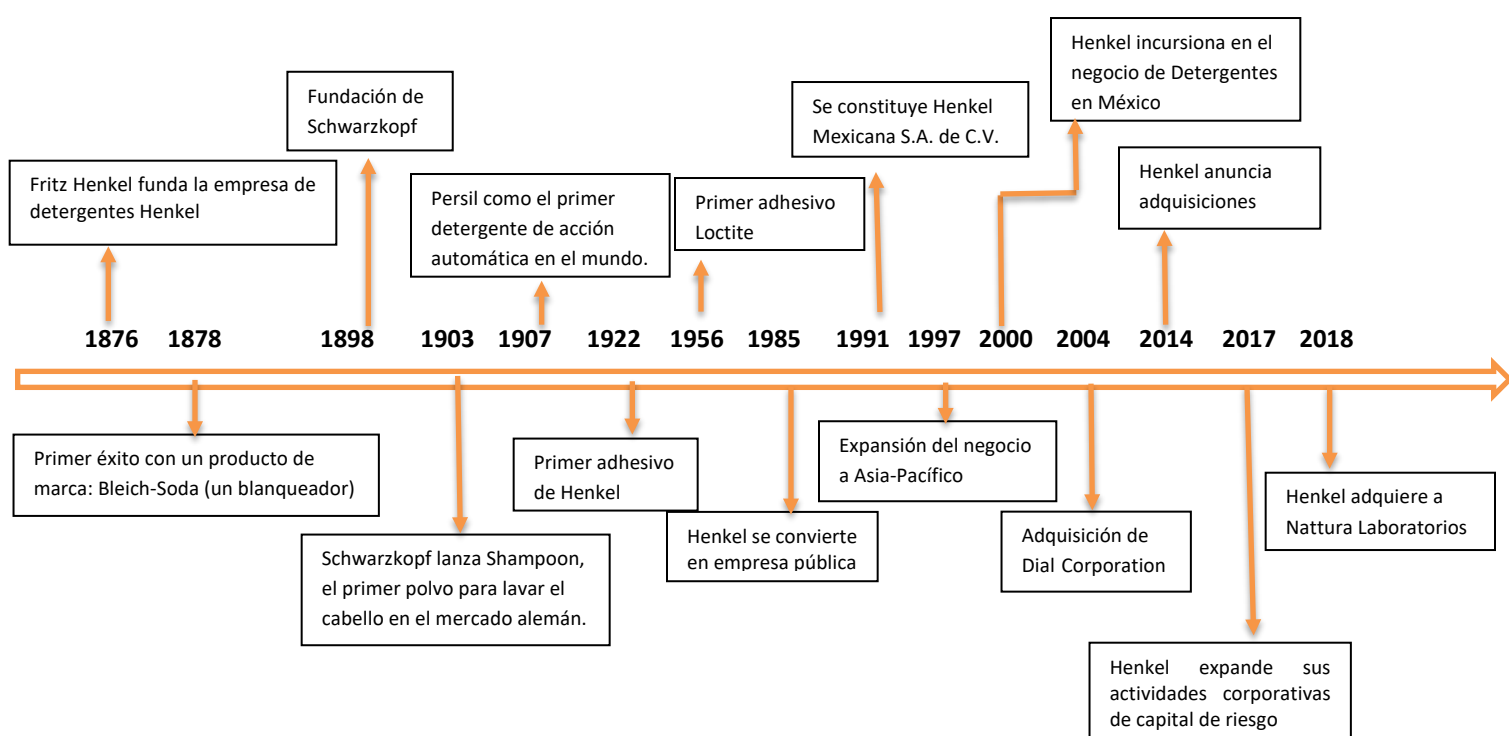 Henkel incursiona en el
negocio de Detergentes
en México
Fundación de
Schwarzkopf
Se constituye Henkel
Mexicana S.A. de C.V.
Fritz Henkel funda la empresa de
detergentes Henkel
Persil como el primer
detergente de acción
automática en el mundo.
Primer adhesivo
Loctite
Henkel anuncia
adquisiciones
1876 1878 1898 1903 1907 1922 1956 1985 1991 1997 2000 2004 2014 2017 2018
Primer éxito con un producto de
marca: Bleich-Soda (un blanqueador)
Primer adhesivo
de Henkel
Expansión del negocio
a Asia-Pacífico
Henkel adquiere a
Nattura Laboratorios
Schwarzkopf lanza Shampoon,
el primer polvo para lavar el
cabello en el mercado alemán.
Henkel se convierte
en empresa pública
Adquisición de
Dial Corporation
Henkel expande sus
actividades corporativas
de capital de riesgo